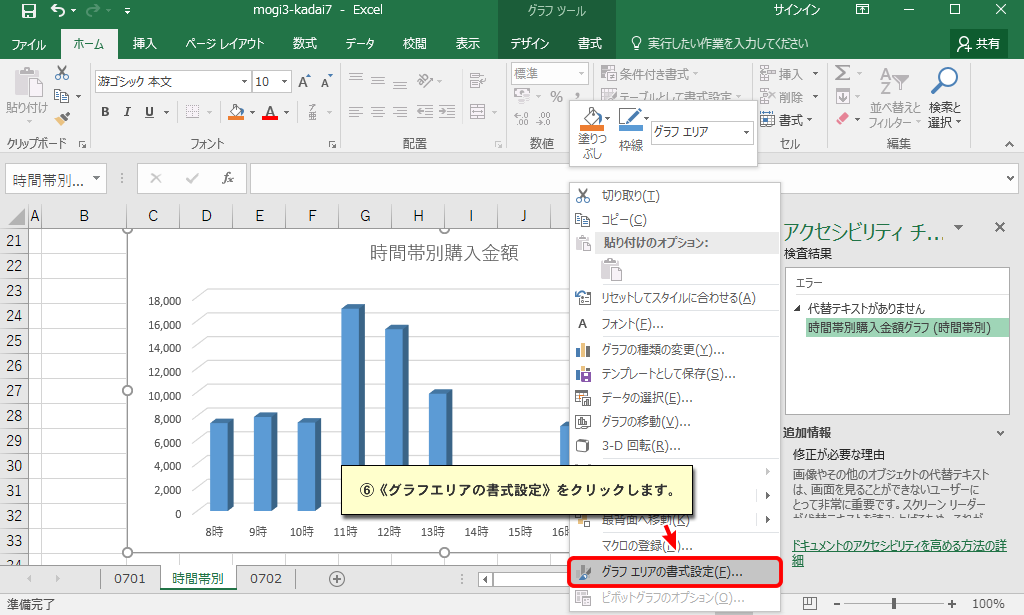 mogi3-kadai7 - Excel
グラフ ツール
サインイン
ファイル
ホーム
挿入
ページ レイアウト
数式
データ
校閲
表示
デザイン
書式
実行したい作業を入力してください
共有
貼り付け
クリップボード
游ゴシック 本文
10
B I U
フォント
配置
標準
%
数値
条件付き書式
テーブルとして書式設定
挿入
削除
書式
セル
並べ替えと
フィルター
検索と
選択
編集
塗りつ
ぶし
枠線
グラフ エリア
時間帯別...
fx
A B C D E F G H I J
21
22
23
24
25
26
27
28
29
30
31
32
33
時間帯別購入金額
18,000
16,000
14,000
12,000
10,000
8,000
6,000
4,000
2,000
0
8時 9時 10時 11時 12時 13時 14時 15時 16時
切り取り(T)
コピー(C)
貼り付けのオプション:
リセットしてスタイルに合わせる(A)
フォント(F)...
グラフの種類の変更(Y)...
テンプレートとして保存(S)...
データの選択(E)...
グラフの移動(V)...
3-D 回転(R)...
最背面へ移動(K)
マクロの登録(N)...
グラフ エリアの書式設定(F)...
ピボットグラフのオプション(O)...
⑥《グラフエリアの書式設定》をクリックします。
アクセシビリティ チ...
検査結果
エラー
代替テキストがありません
時間帯別購入金額グラフ (時間帯別)
追加情報
修正が必要な理由
画像やその他のオブジェクトの代替テキスト
は、画面を見ることができないユーザーに
とって非常に重要です。スクリーン リーダー
ドキュメントのアクセシビリティを高める方法の詳
細
0701
時間帯別
0702
準備完了
100%